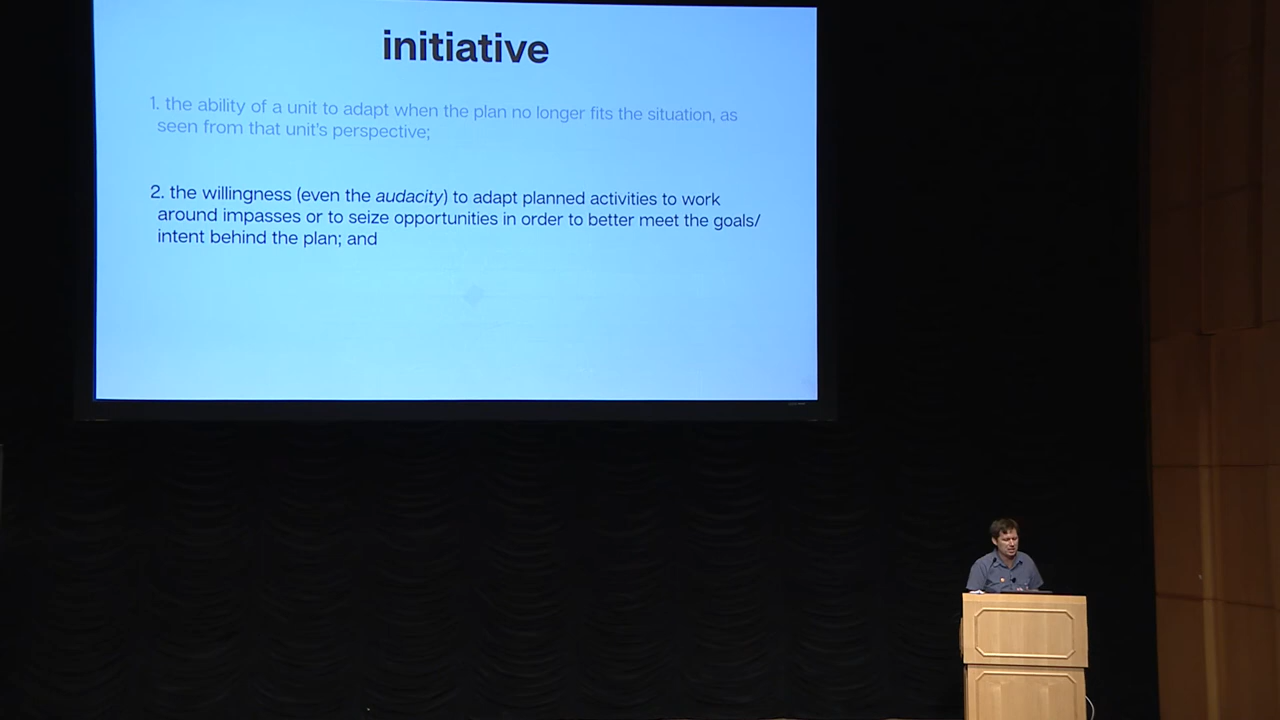 initiative
1. the ability of a unit to adapt when the plan no longer fits the situation, as
seen from that unit's perspective;
2. the willingness (even the audacity) to adapt planned activities to work
around impasses or to seize opportunities in order to better meet the goals/
intent behind the plan; and